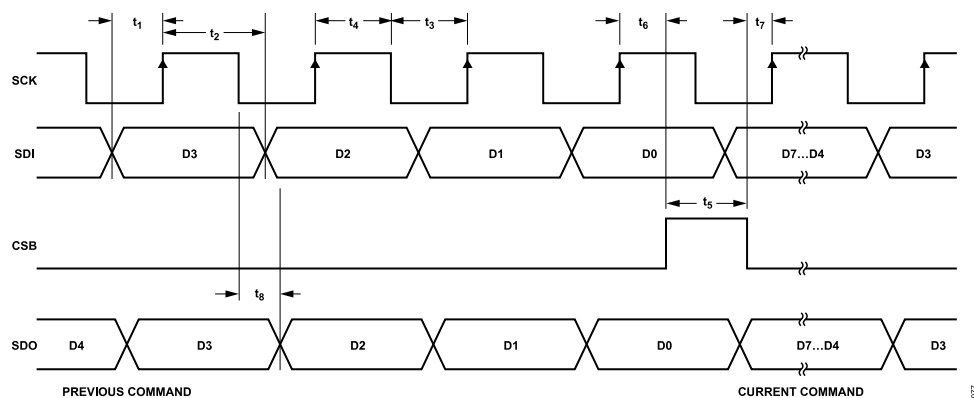 t1
t2
t4
t3
t6
t7
SCK
SDI
D3
D2
D1
D0
D7...D4
D3
t5
CSB
t8
SDO
D4
D3
D2
D1
D0
D7...D4
D3
PREVIOUS COMMAND
CURRENT COMMAND